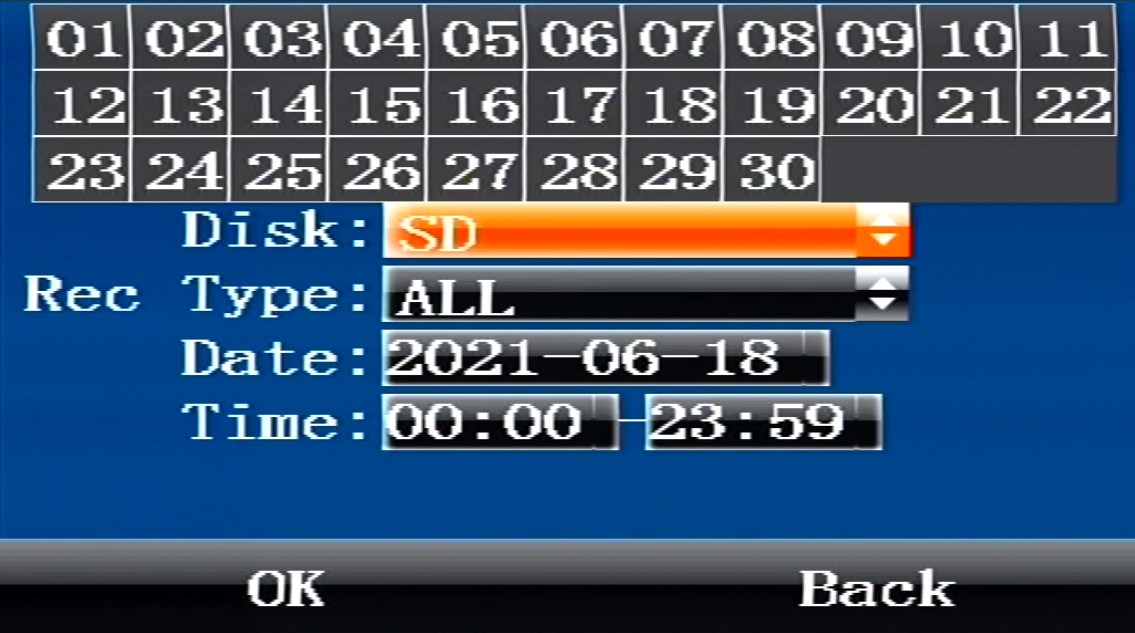 01 02 03 04 05 06 07 08 09 10 11
12 13 14 15 16 17 18 19 20 21 22
23 24 25 26 27 28 29 30
Disk: SD
Rec Type: ALL
Date: 2021-06-18
Time: 00:00-23:59
OK Back